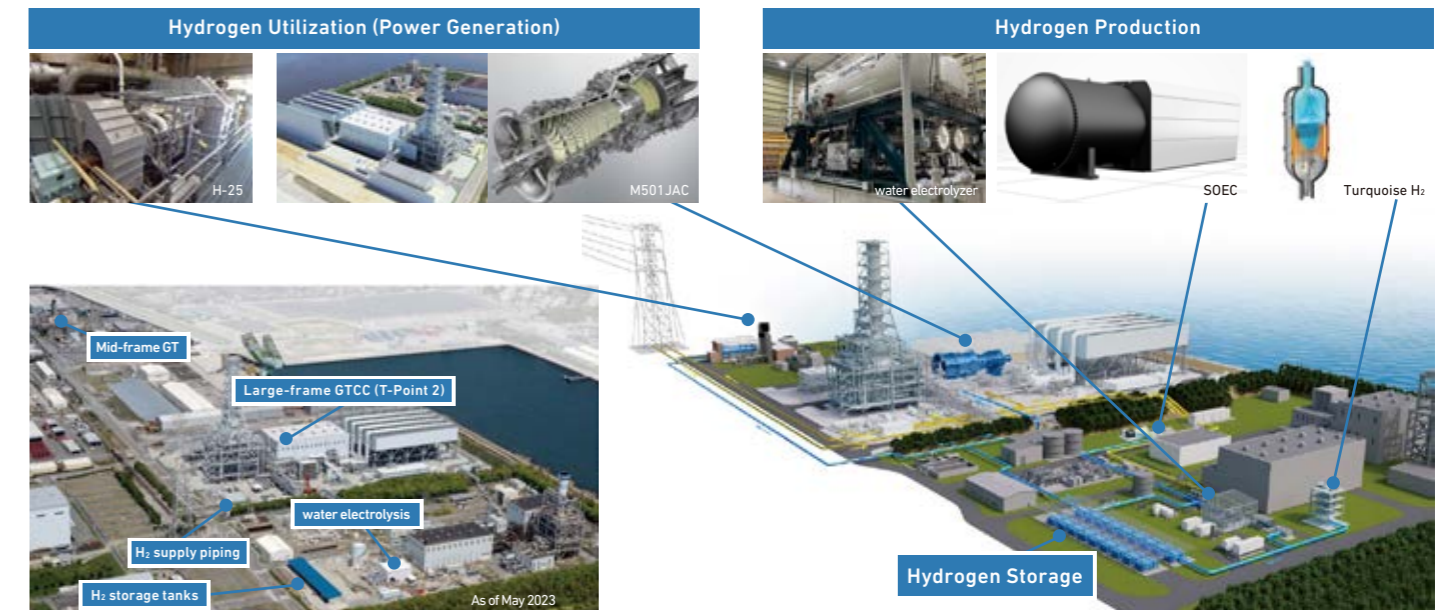 Hydrogen Utilization (Power Generation)
Hydrogen Production
H-25
M501JAC
water electrolyzer
SOEC
Turquoise H₂
Mid-frame GT
Large-frame GTCC (T-Point 2)
water electrolysis
H₂ supply piping
H₂ storage tanks
As of May 2023
Hydrogen Storage